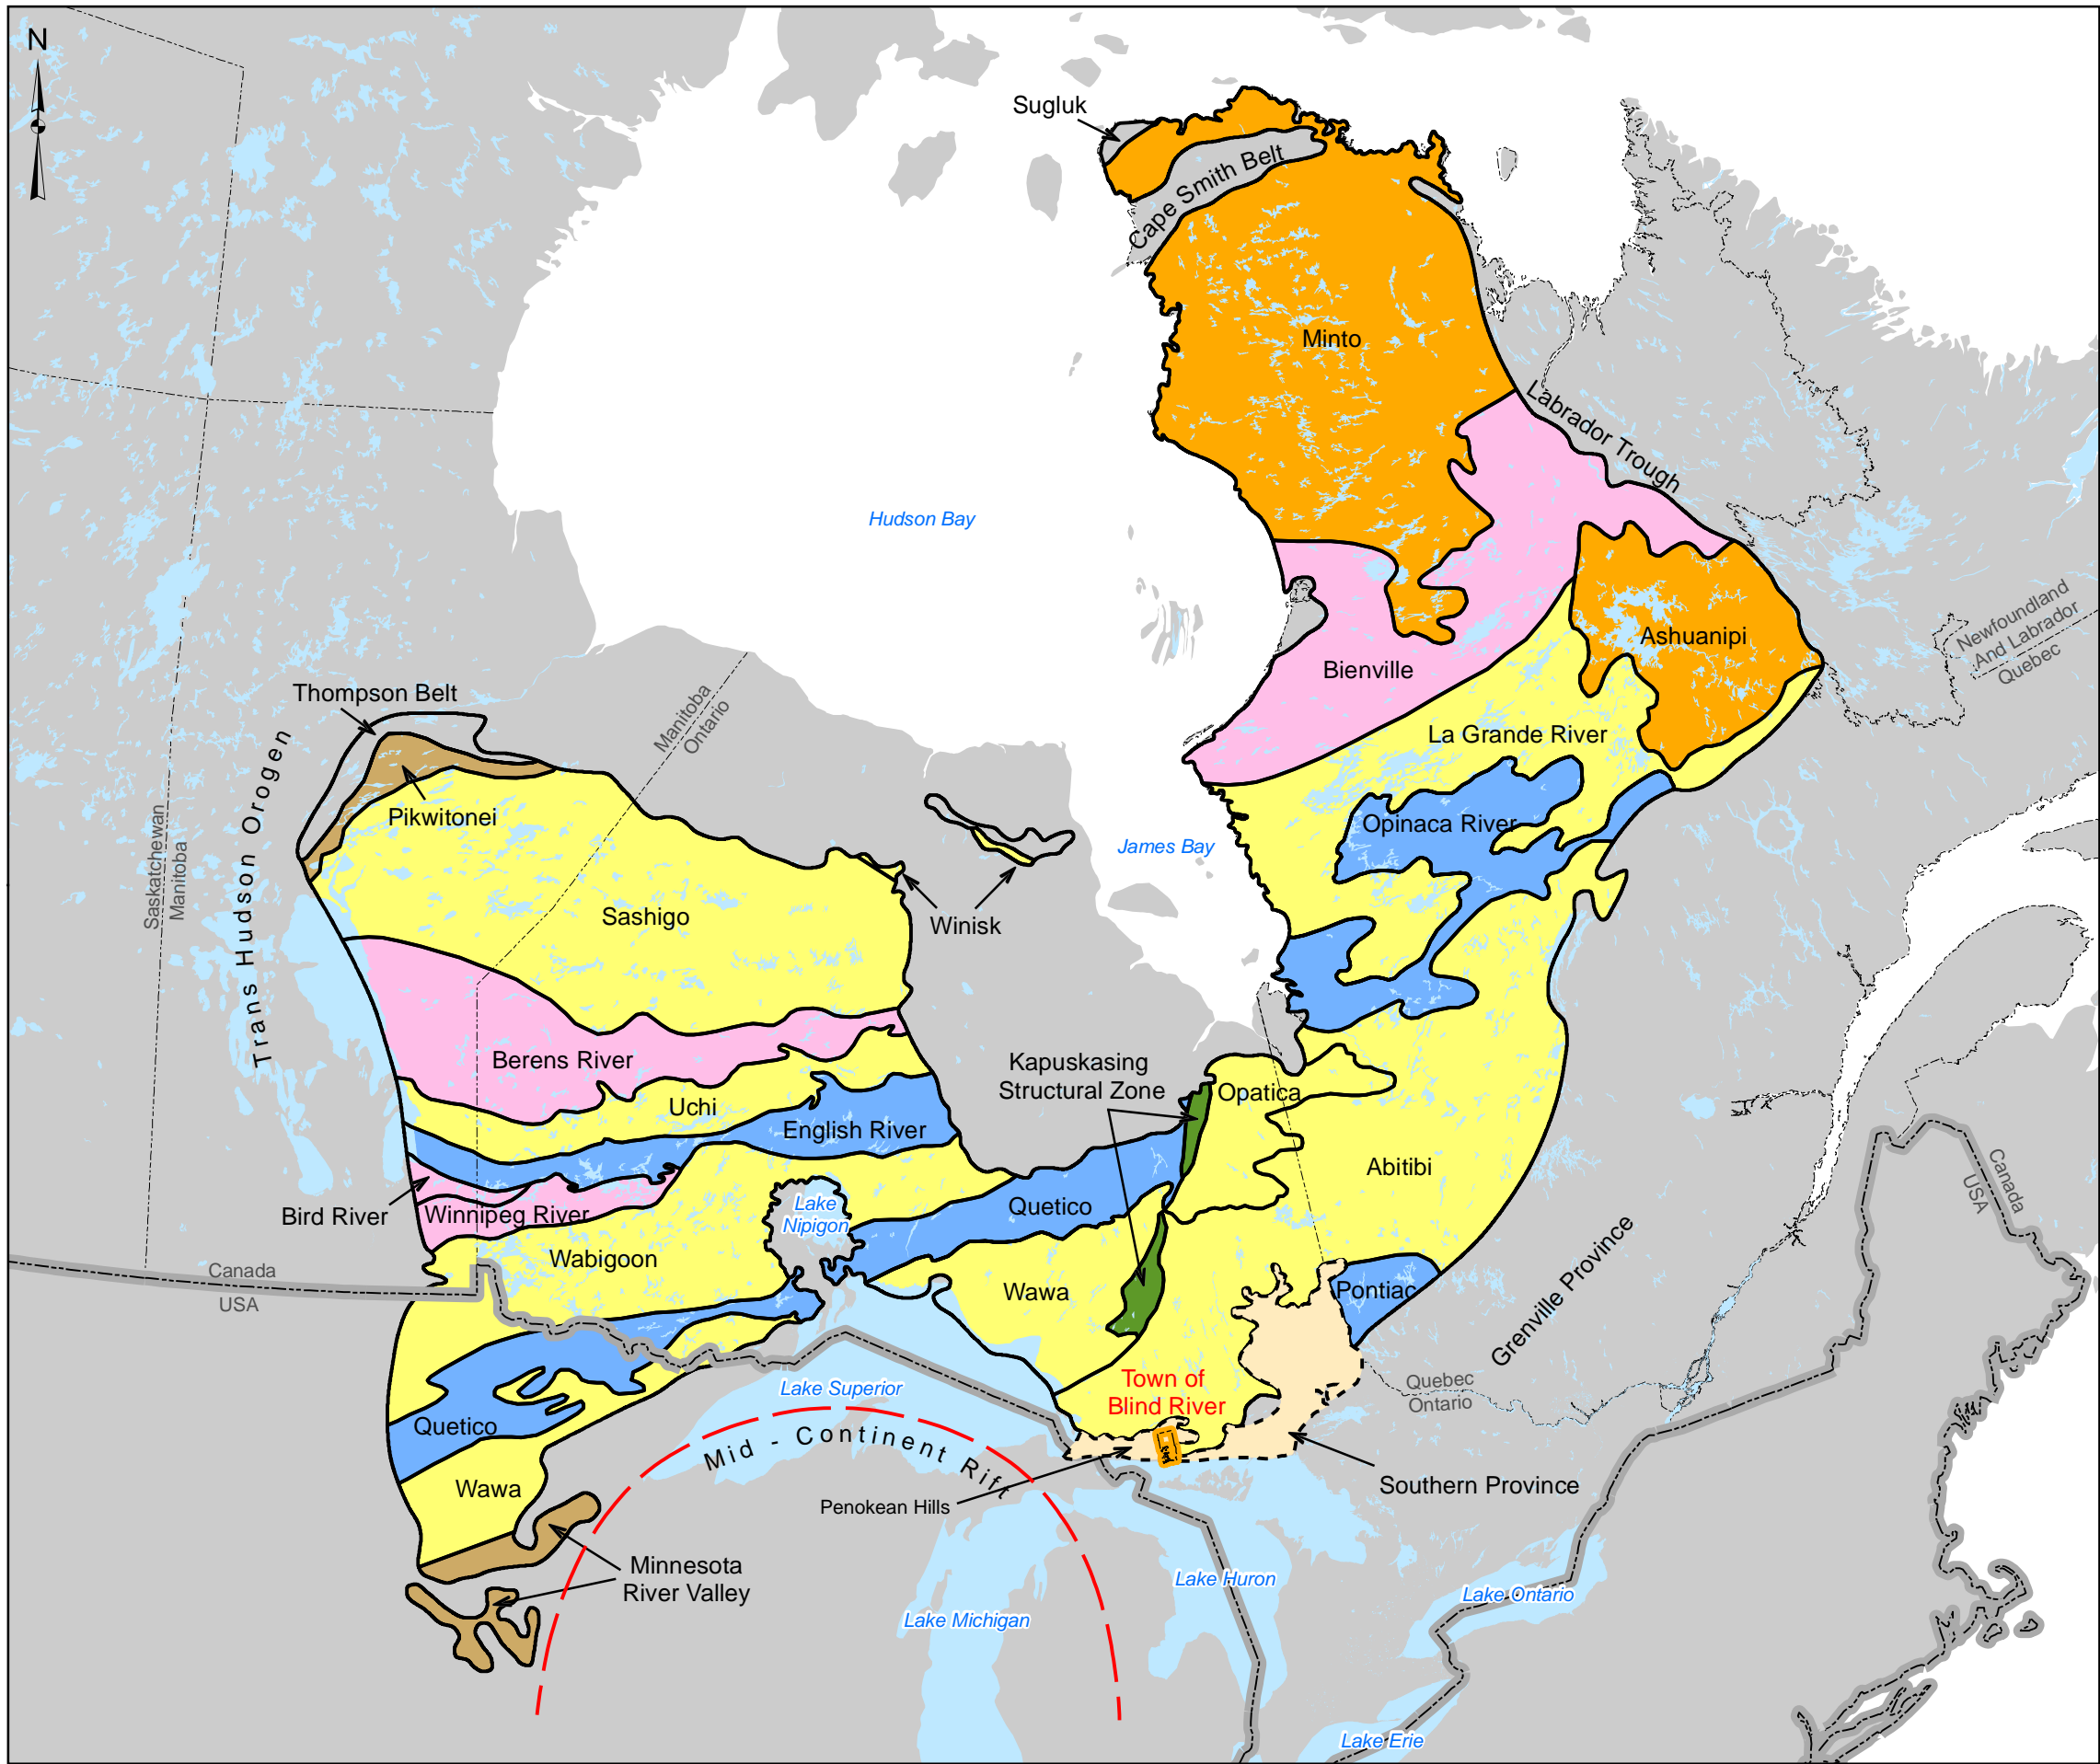 N
Sugluk
Cape Smith Belt
Minto
Labrador Trough
Hudson Bay
Ashuanipi
Newfoundland
And Labrador
Quebec
Bienville
Thompson Belt
Manitoba
Ontario
La Grande River
Trans Hudson Orogen
Pikwitonei
Opinaca River
James Bay
Saskatchewan
Manitoba
Sashigo
Winisk
Berens River
Kapuskasing
Structural Zone
Opatica
Uchi
English River
Abitibi
Canada
USA
Bird River
Winnipeg River
Lake
Nipigon
Quetico
Wabigoon
Canada
USA
Wawa
Pontiac
Grenville Province
Town of
Blind River
Lake Superior
Quebec
Ontario
Quetico
Mid - Continent Rift
Wawa
Penokean Hills
Southern Province
Minnesota
River Valley
Lake Huron
Lake Ontario
Lake Michigan
Lake Erie